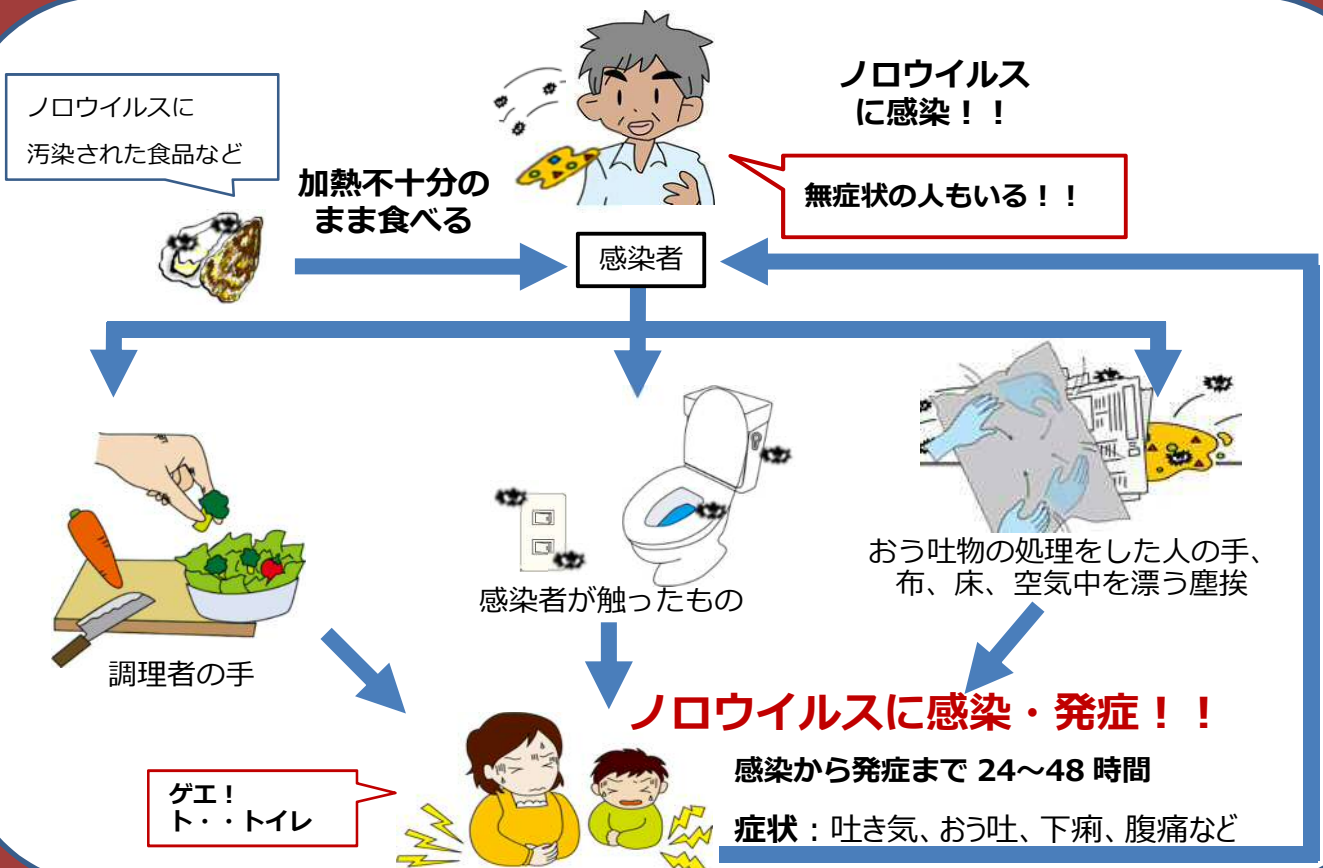 ノロウイルスに
汚染された食品など
加熱不十分の
まま食べる
ノロウイルス
に感染！！
無症状の人もいる！！
感染者
調理者の手
感染者が触ったもの
おう吐物の処理をした人の手、
布、床、空気中を漂う塵挨
ノロウイルスに感染・発症！！
感染から発症まで 24～48 時間
症状：吐き気、おう吐、下痢、腹痛など
ゲエ！
ト・・トイレ